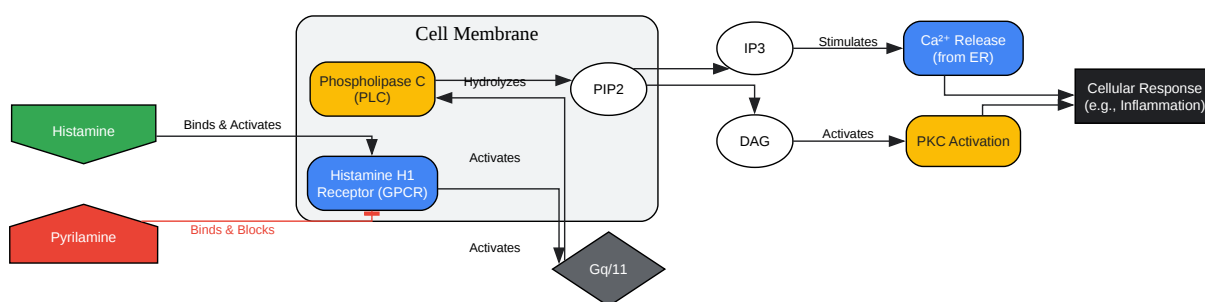 Cell Membrane
IP3
Stimulates
Ca²⁺ Release
(from ER)
Phospholipase C
(PLC)
Hydrolyzes
PIP2
Cellular Response
(e.g., Inflammation)
Histamine
Binds & Activates
DAG
Activates
PKC Activation
Activates
Histamine H1
Receptor (GPCR)
Pyrilamine
Binds & Blocks
Activates
Gq/11